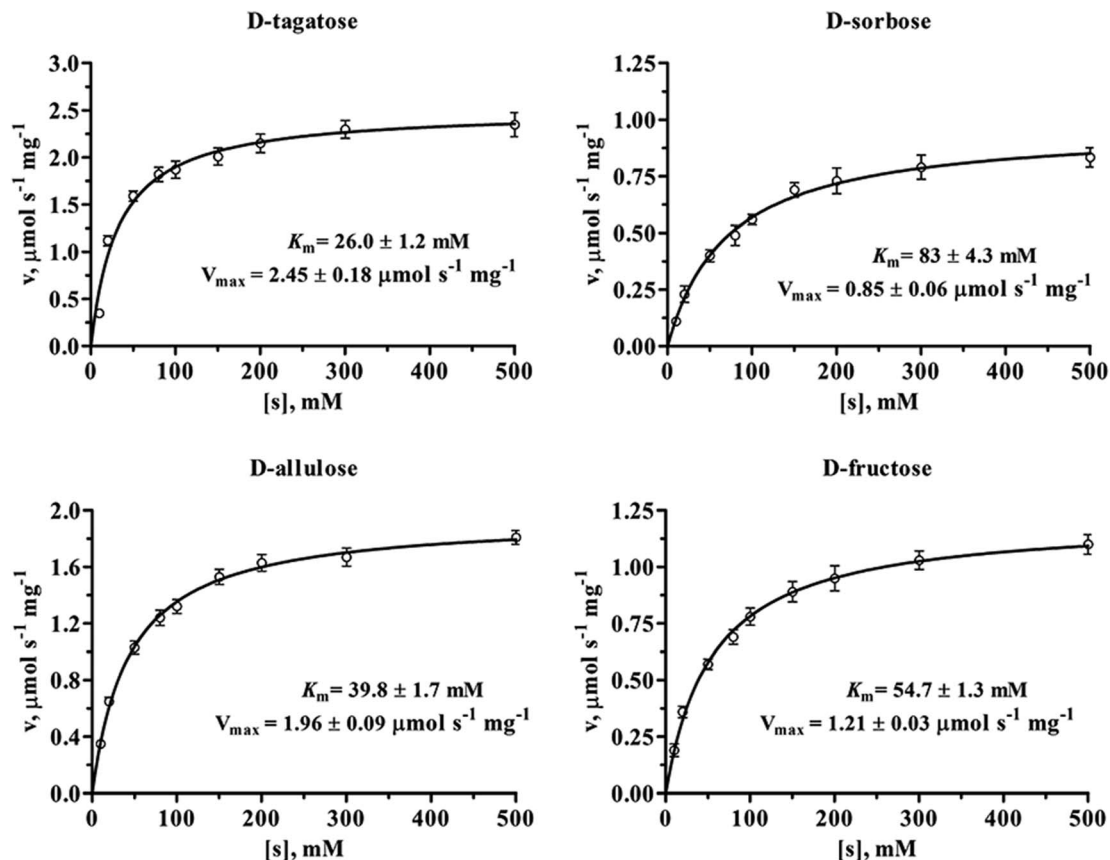 D-tagatose
3.0
2.5
2.0
1.5
1.0
0.5
0.0
v, μmol s⁻¹ mg⁻¹
Kₘ= 26.0 ± 1.2 mM
Vₘₐₓ = 2.45 ± 0.18 μmol s⁻¹ mg⁻¹
0 100 200 300 400 500
[s], mM
D-sorbose
1.25
1.00
0.75
0.50
0.25
0.00
v, μmol s⁻¹ mg⁻¹
Kₘ= 83 ± 4.3 mM
Vₘₐₓ = 0.85 ± 0.06 μmol s⁻¹ mg⁻¹
0 100 200 300 400 500
[s], mM
D-allulose
2.0
1.6
1.2
0.8
0.4
0.0
v, μmol s⁻¹ mg⁻¹
Kₘ= 39.8 ± 1.7 mM
Vₘₐₓ = 1.96 ± 0.09 μmol s⁻¹ mg⁻¹
0 100 200 300 400 500
[s], mM
D-fructose
1.25
1.00
0.75
0.50
0.25
0.00
v, μmol s⁻¹ mg⁻¹
Kₘ= 54.7 ± 1.3 mM
Vₘₐₓ = 1.21 ± 0.03 μmol s⁻¹ mg⁻¹
0 100 200 300 400 500
[s], mM